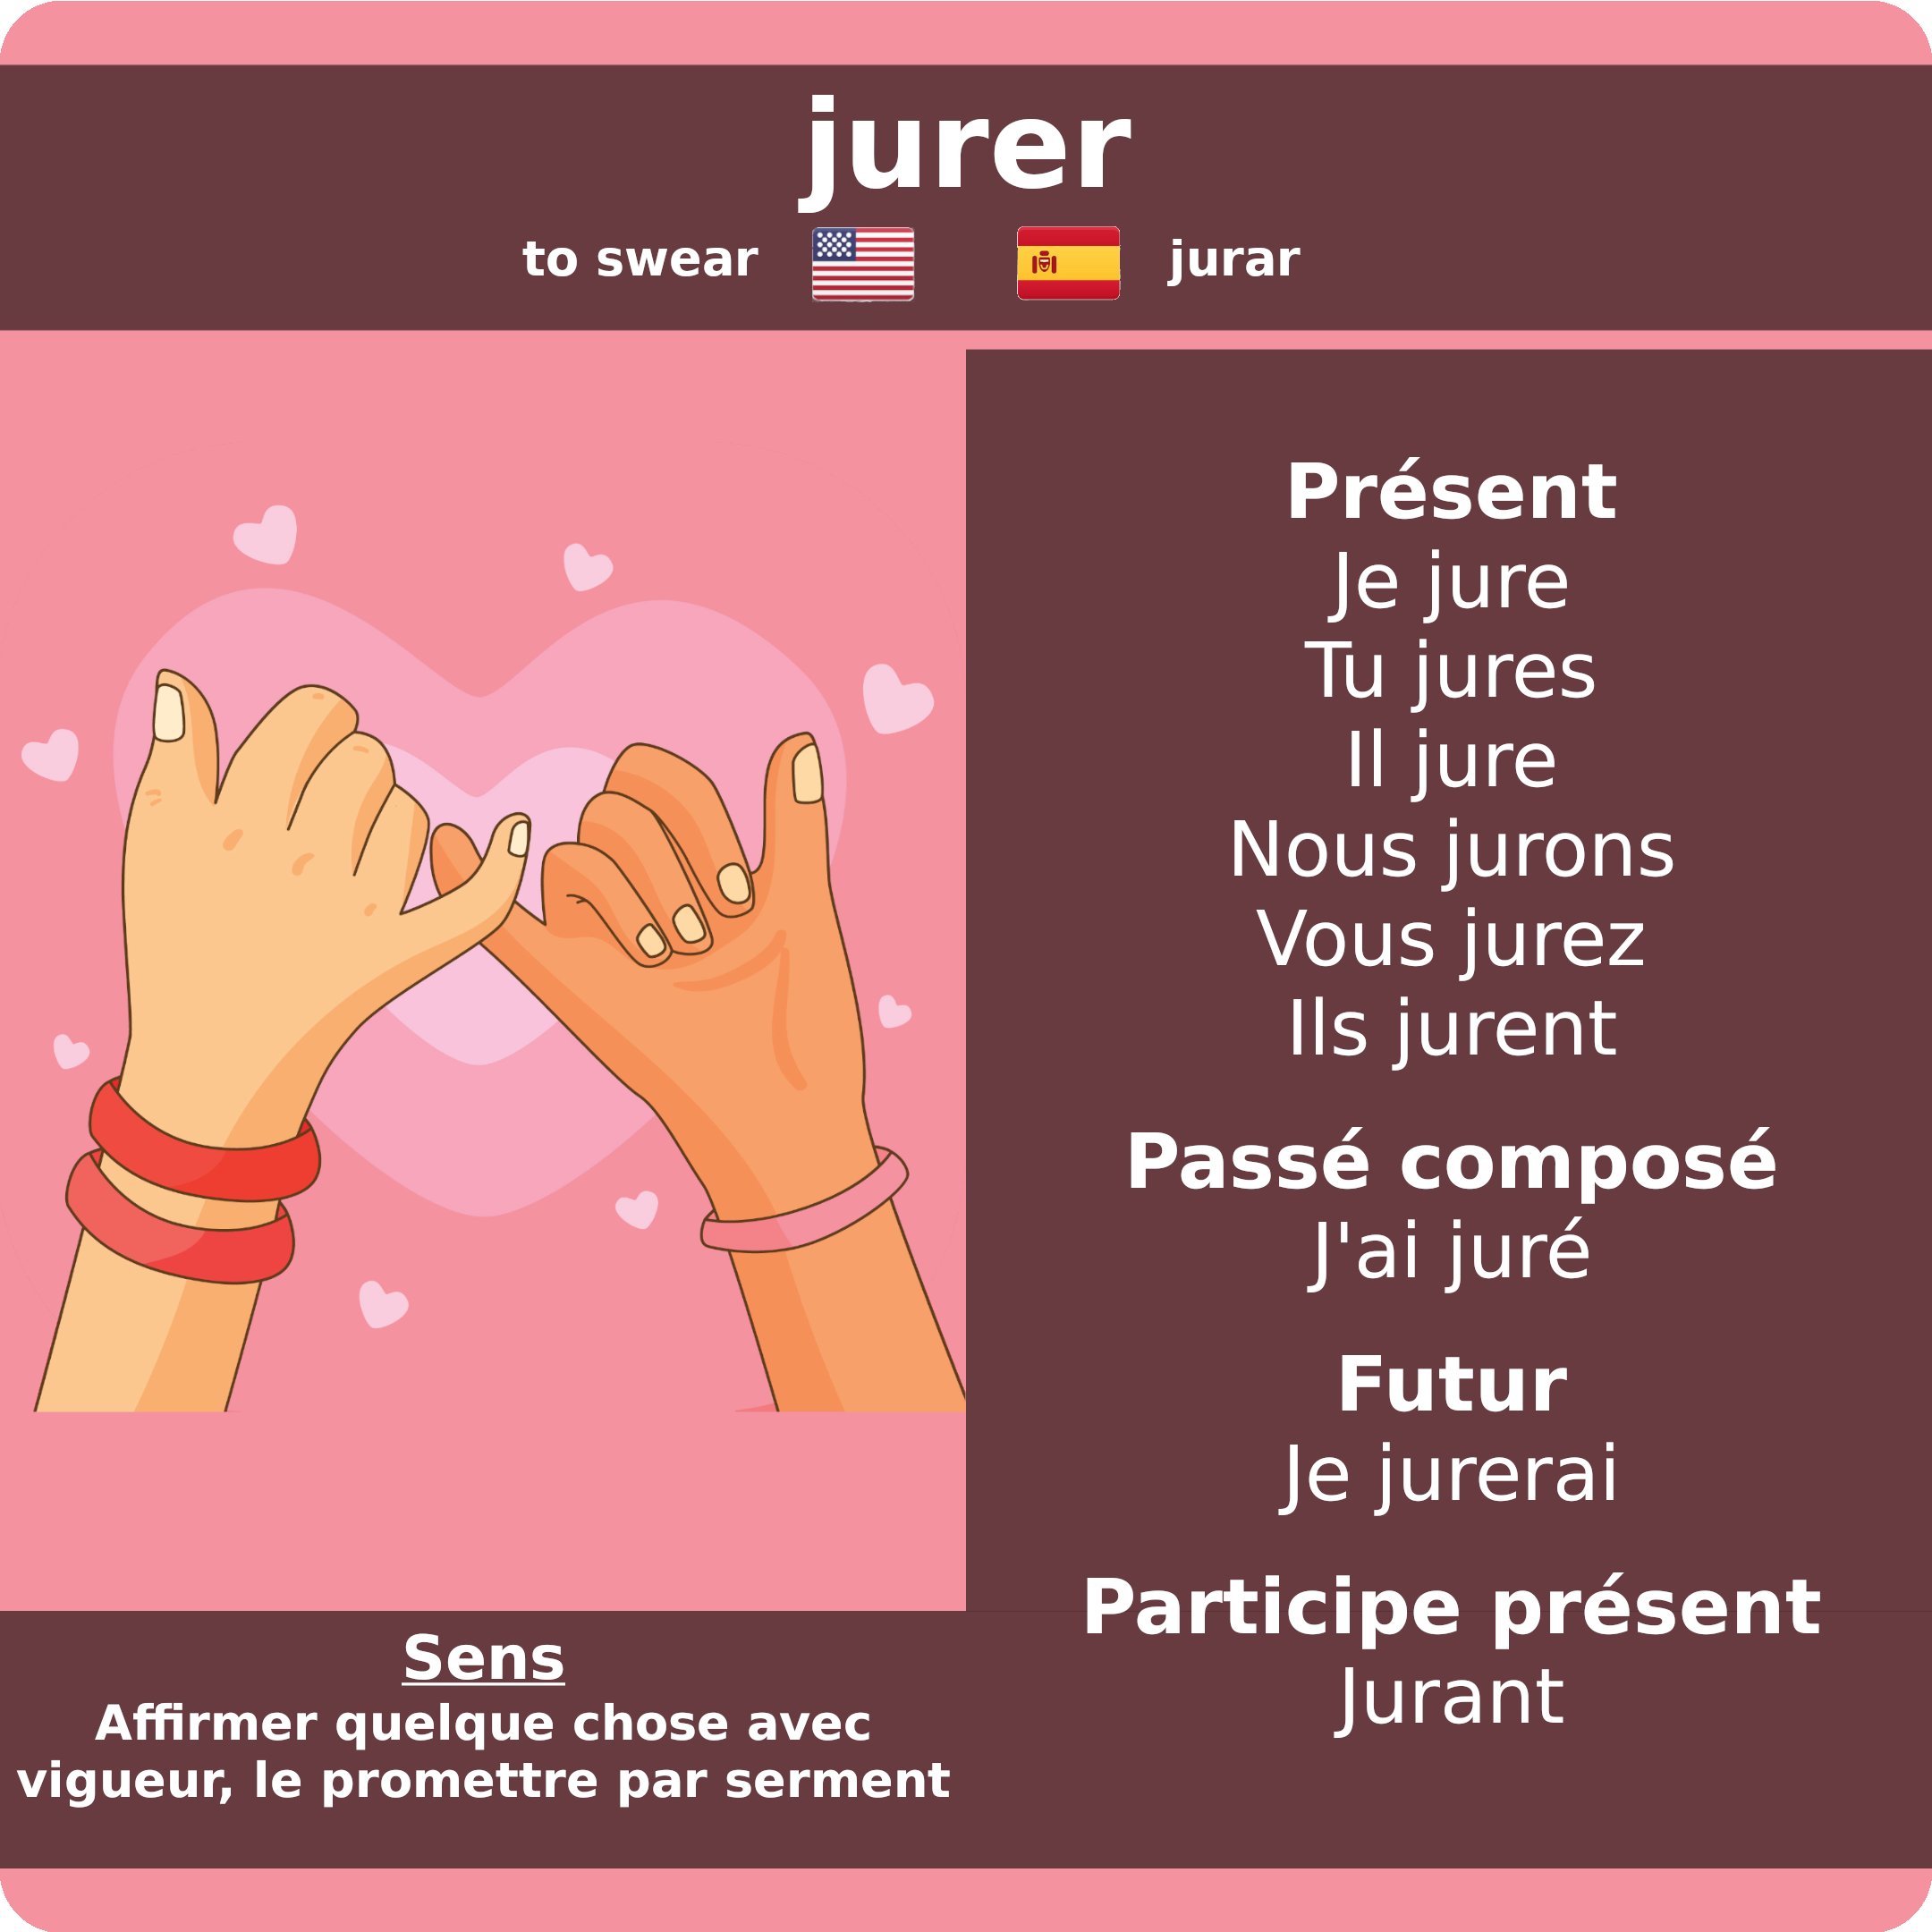 jurer
to swear
jurar
Présent
Je jure
Tu jures
Il jure
Nous jurons
Vous jurez
Ils jurent
Passé composé
J'ai juré
Futur
Je jurerai
Participe présent
Jurant
Sens
Affirmer quelque chose avec
vigueur, le promettre par serment